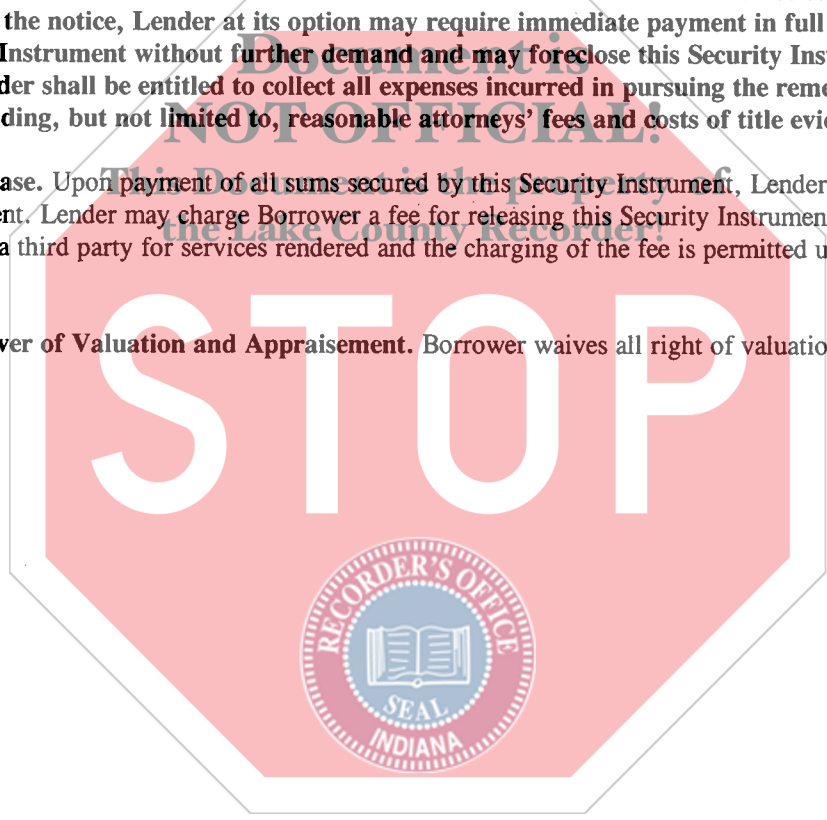 the notice, Lender at its option may require immediate payment in full
Instrument without further demand and may foreclose this Security Ins
der shall be entitled to collect all expenses incurred in pursuing the reme
ding, but not limited to, reasonable attorneys' fees and costs of title evi
Document is
NOT OFFICIAL!
This Document is the property of
the Lake County Recorder!
ase. Upon payment of all sums secured by this Security Instrument, Lender
ent. Lender may charge Borrower a fee for releasing this Security Instrumen
a third party for services rendered and the charging of the fee is permitted u
ver of Valuation and Appraisement. Borrower waives all right of valuatio
STOP
RECORDER'S OFFICE
SEAL
INDIANA